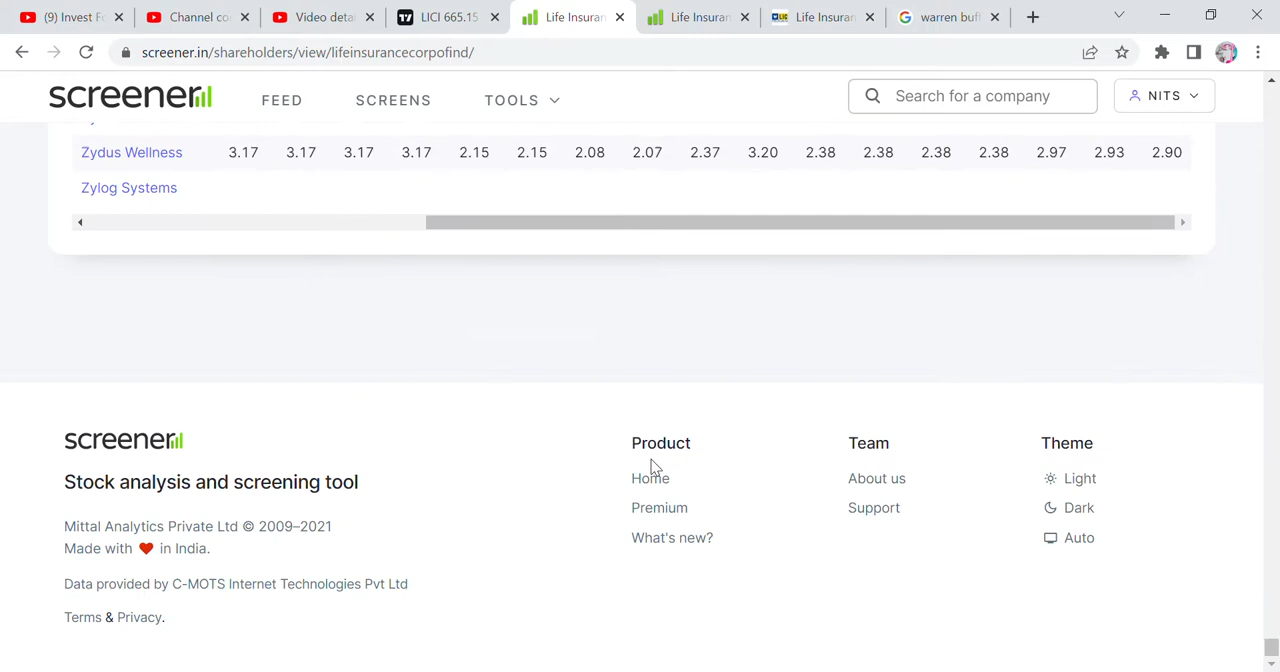 (9) Invest F
Channel co
Video detai
LICI 665.15
Life Insuran
Life Insuran
Life Insuran
warren buf
screener.in/shareholders/view/lifeinsurancecorpofind/
screener
FEED
SCREENS
TOOLS
Search for a company
NITS
Zydus Wellness 3.17 3.17 3.17 3.17 2.15 2.15 2.08 2.07 2.37 3.20 2.38 2.38 2.38 2.38 2.97 2.93 2.90
Zylog Systems
screener
Stock analysis and screening tool
Mittal Analytics Private Ltd © 2009–2021
Made with ❤ in India.
Data provided by C-MOTS Internet Technologies Pvt Ltd
Terms & Privacy.
Product
Home
Premium
What's new?
Team
About us
Support
Theme
Light
Dark
Auto